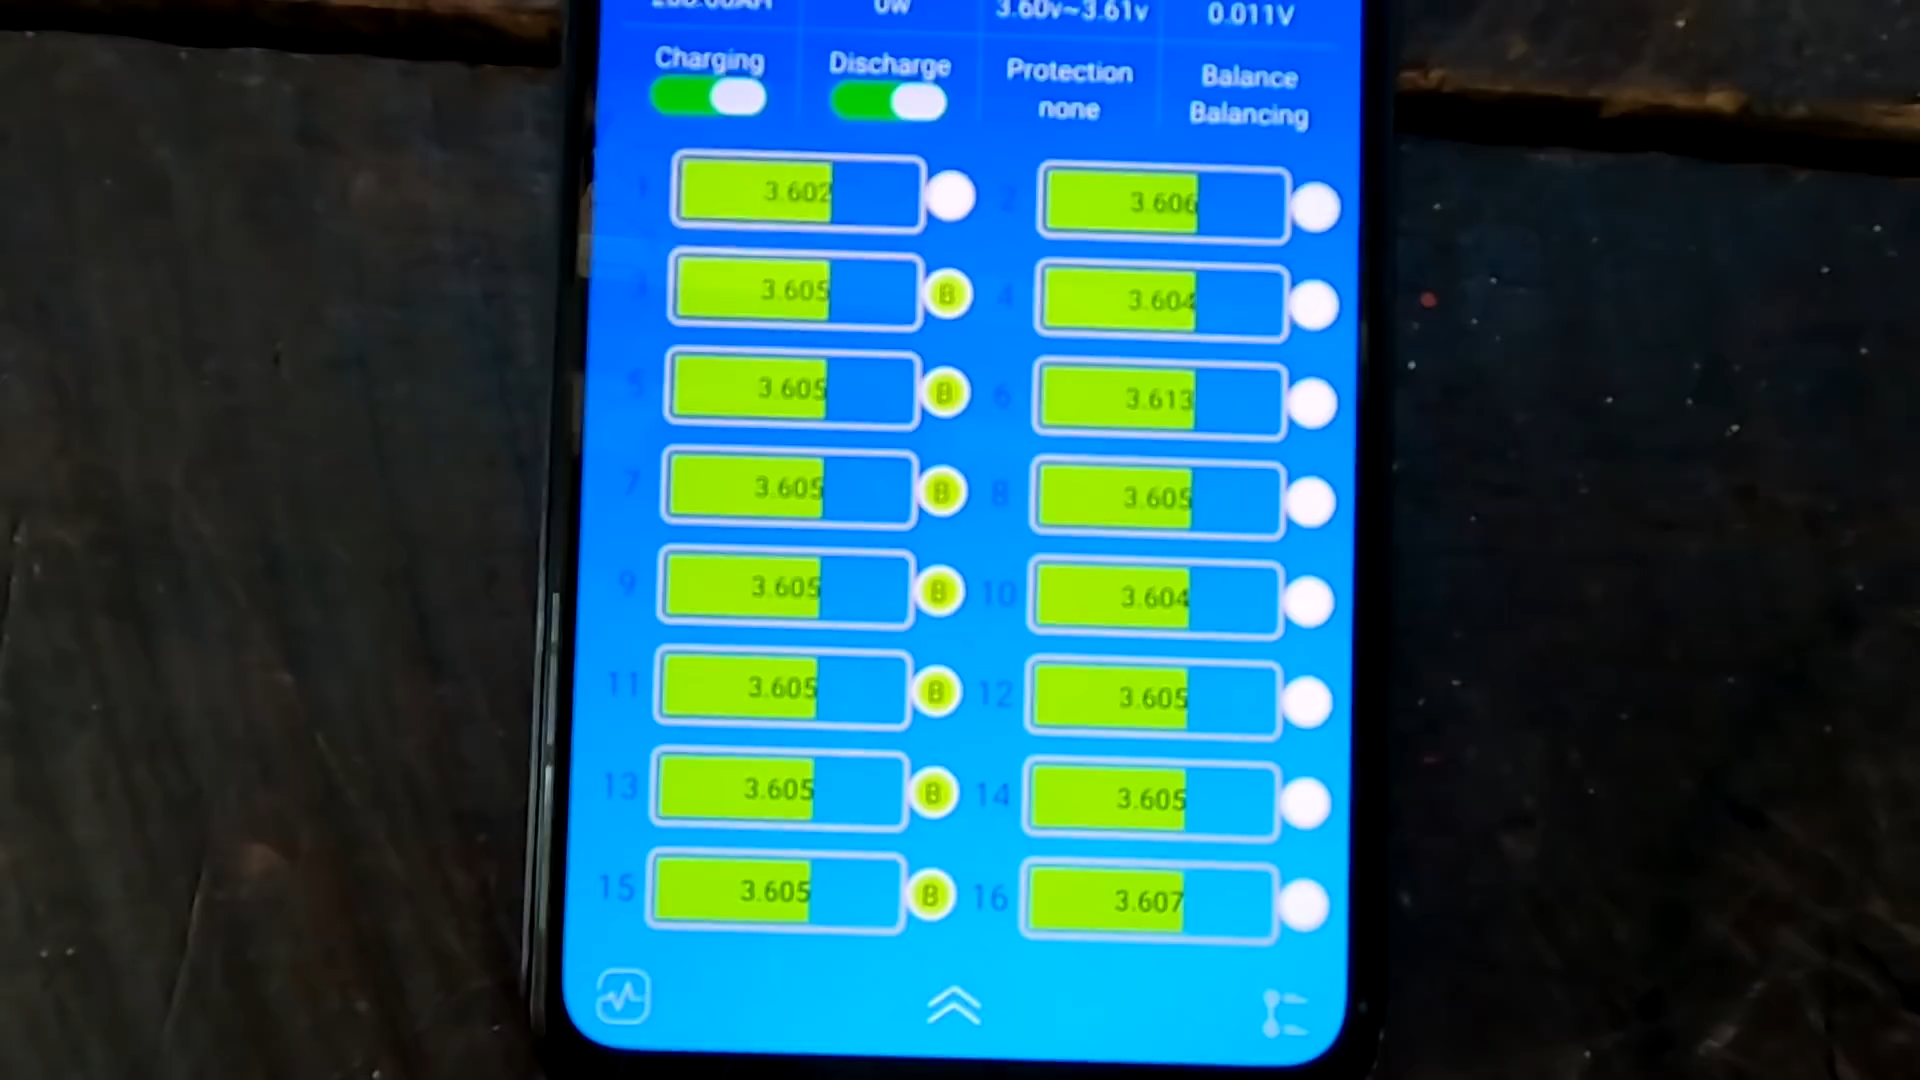 0W
3.60v~3.61v
0.011V
Charging
Discharge
Protection
none
Balance
Balancing
1 3.602
2 3.606
3 3.605 B
4 3.604
5 3.605 B
6 3.613
7 3.605 B
8 3.605
9 3.605 B
10 3.604
11 3.605 B
12 3.605
13 3.605 B
14 3.605
15 3.605 B
16 3.607